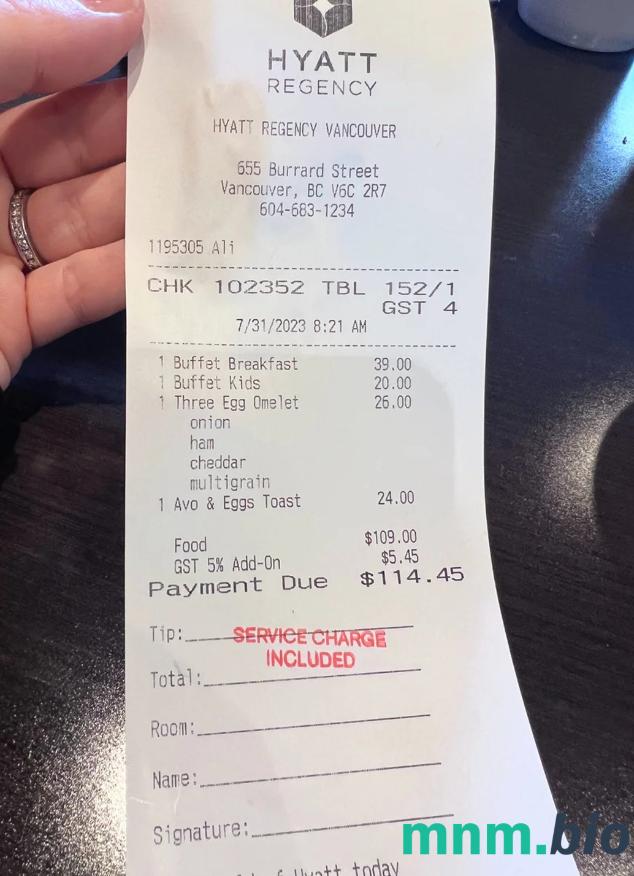 HYATT
REGENCY
HYATT REGENCY VANCOUVER
655 Burrard Street
Vancouver, BC V6C 2R7
604-683-1234
1195305 Ali
CHK 102352 TBL 152/1
GST 4
7/31/2023 8:21 AM
1 Buffet Breakfast 39.00
1 Buffet Kids 20.00
1 Three Egg Omelet 26.00
onion
ham
cheddar
multigrain
1 Avo & Eggs Toast 24.00
Food $109.00
GST 5% Add-On $5.45
Payment Due $114.45
Tip:
SERVICE CHARGE
INCLUDED
Total:
Room:
Name:
Signature:
mnm.blo
Hyatt today